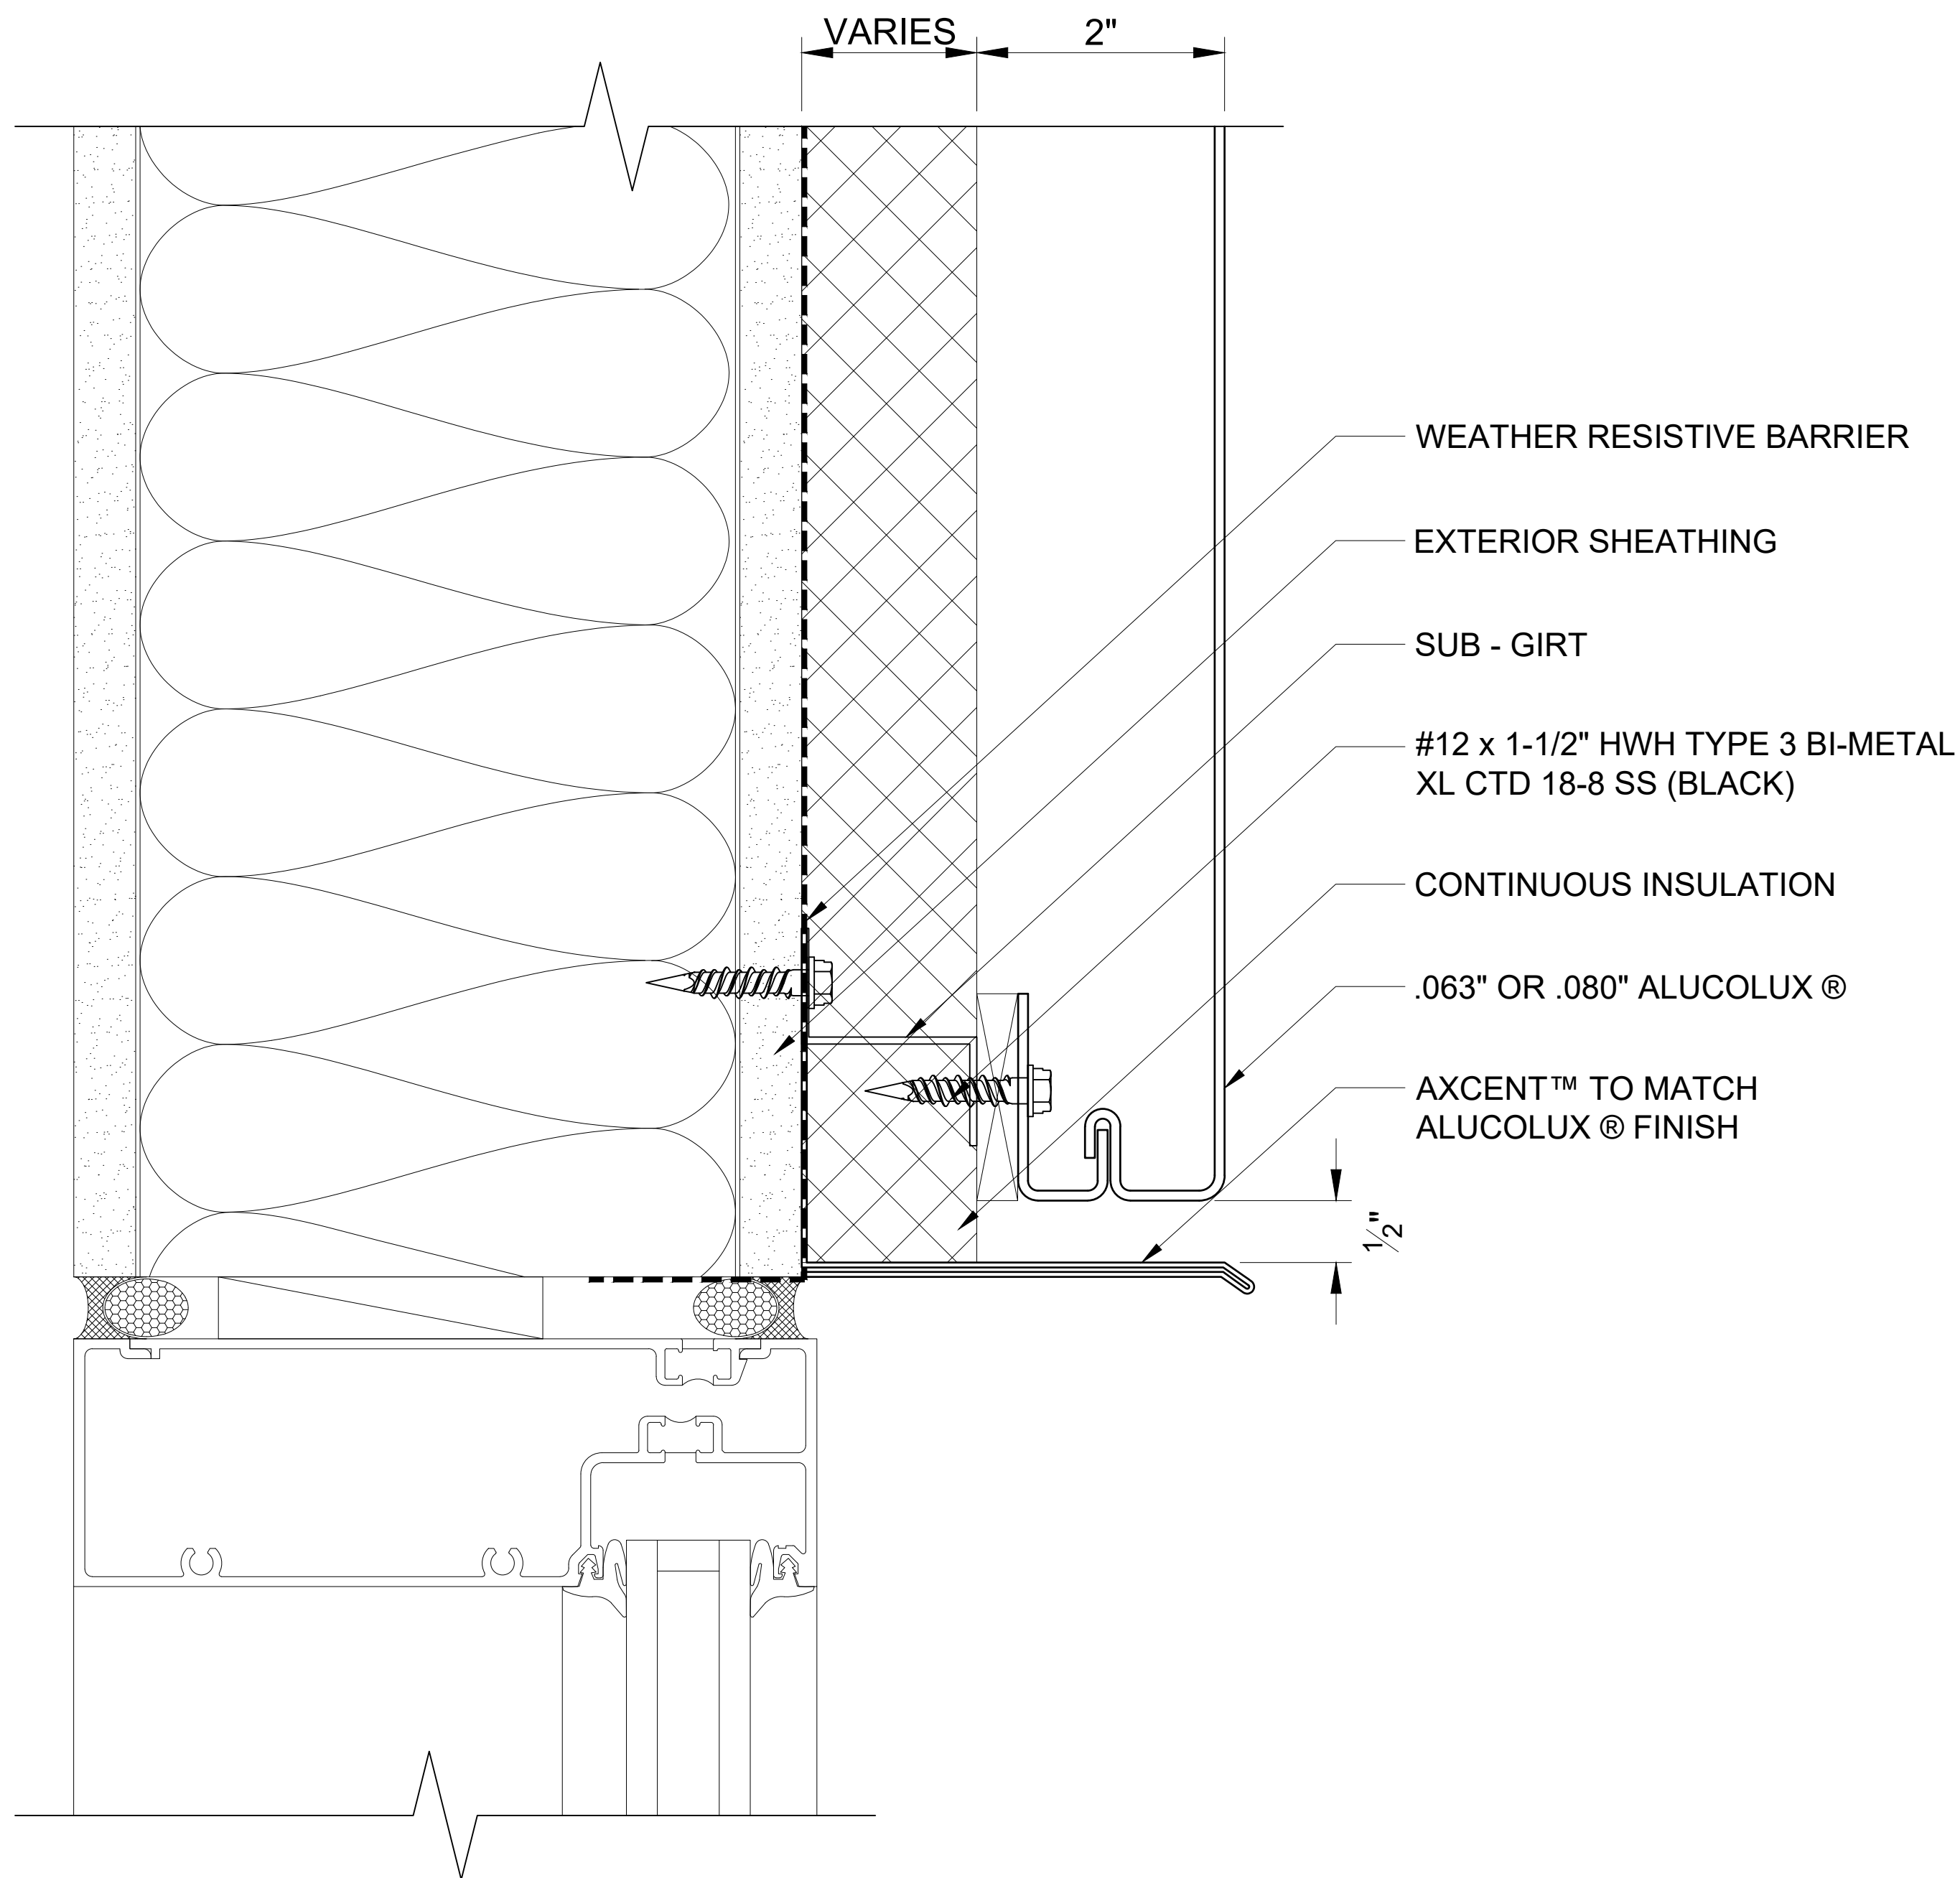 VARIES
2"
WEATHER RESISTIVE BARRIER
EXTERIOR SHEATHING
SUB - GIRT
#12 x 1-1/2" HWH TYPE 3 BI-METAL
XL CTD 18-8 SS (BLACK)
CONTINUOUS INSULATION
.063" OR .080" ALUCOLUX ®
AXCENT™ TO MATCH
ALUCOLUX ® FINISH
1/2"